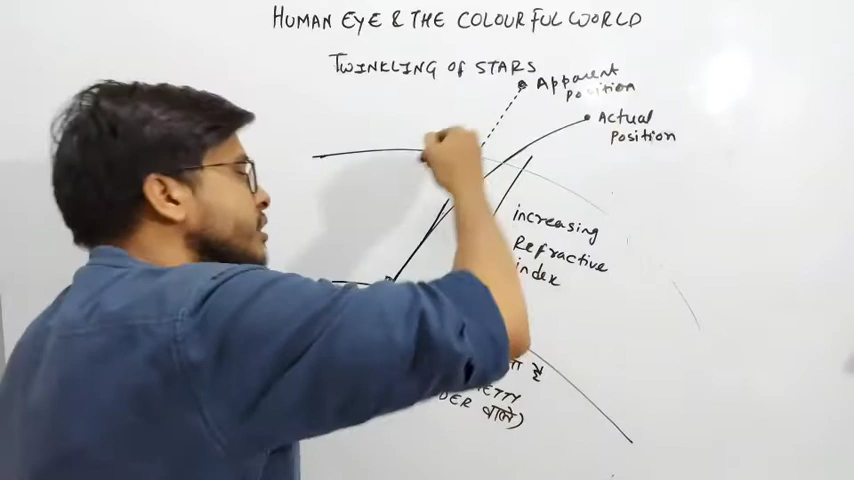 HUMAN EYE & THE COLOURFUL WORLD
TWINKLING OF STARS
Apparent
Position
Actual
Position
increasing
Refractive
index
वाले)